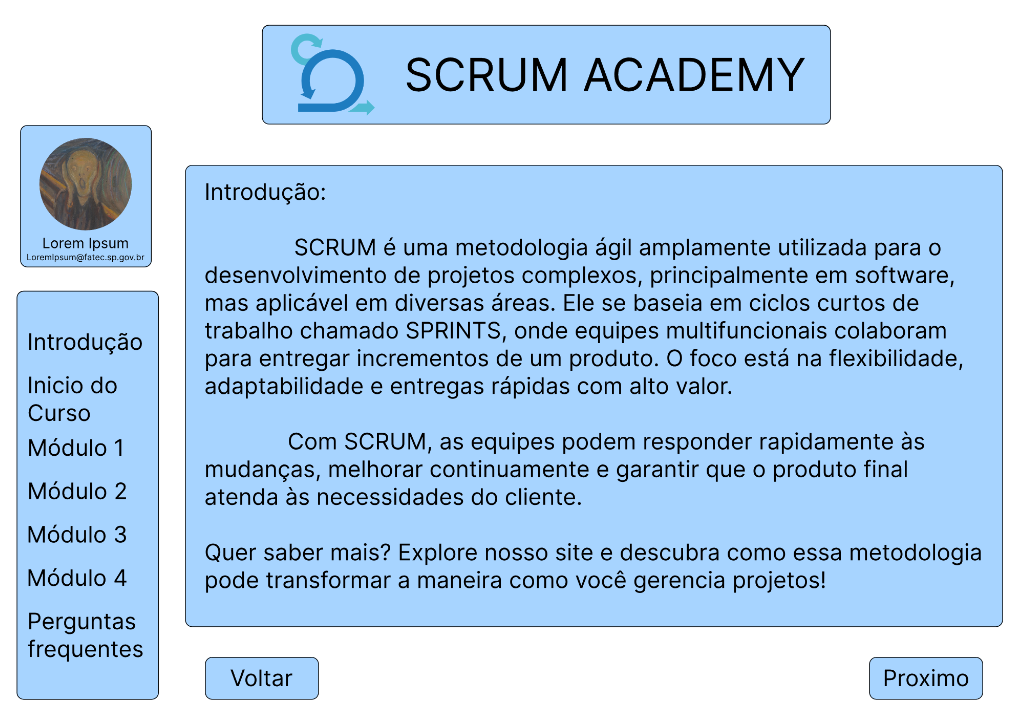 SCRUM ACADEMY
Lorem Ipsum
LoremIpsum@fatec.sp.gov.br
Introdução
Inicio do
Curso
Módulo 1
Módulo 2
Módulo 3
Módulo 4
Perguntas
frequentes
Introdução:
SCRUM é uma metodologia ágil amplamente utilizada para o
desenvolvimento de projetos complexos, principalmente em software,
mas aplicável em diversas áreas. Ele se baseia em ciclos curtos de
trabalho chamado SPRINTS, onde equipes multifuncionais colaboram
para entregar incrementos de um produto. O foco está na flexibilidade,
adaptabilidade e entregas rápidas com alto valor.
Com SCRUM, as equipes podem responder rapidamente às
mudanças, melhorar continuamente e garantir que o produto final
atenda às necessidades do cliente.
Quer saber mais? Explore nosso site e descubra como essa metodologia
pode transformar a maneira como você gerencia projetos!
Voltar
Proximo